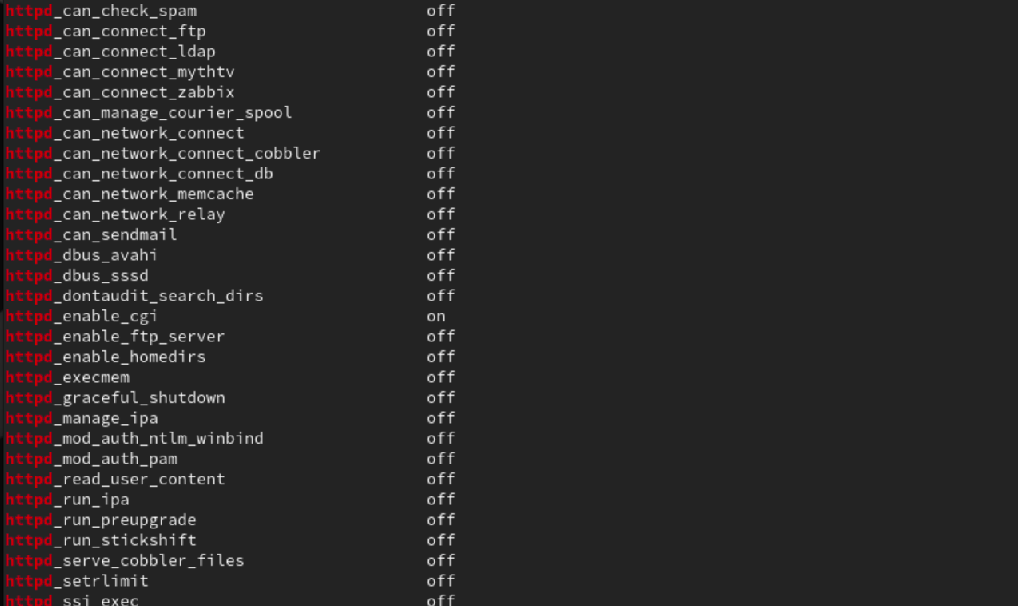 httpd_can_check_spam off
httpd_can_connect_ftp off
httpd_can_connect_ldap off
httpd_can_connect_mythtv off
httpd_can_connect_zabbix off
httpd_can_manage_courier_spool off
httpd_can_network_connect off
httpd_can_network_connect_cobbler off
httpd_can_network_connect_db off
httpd_can_network_memcache off
httpd_can_network_relay off
httpd_can_sendmail off
httpd_dbus_avahi off
httpd_dbus_sssd off
httpd_dontaudit_search_dirs off
httpd_enable_cgi on
httpd_enable_ftp_server off
httpd_enable_homedirs off
httpd_execmem off
httpd_graceful_shutdown off
httpd_manage_ipa off
httpd_mod_auth_ntlm_winbind off
httpd_mod_auth_pam off
httpd_read_user_content off
httpd_run_ipa off
httpd_run_preupgrade off
httpd_run_stickshift off
httpd_serve_cobbler_files off
httpd_setrlimit off
httpd_ssi_exec off